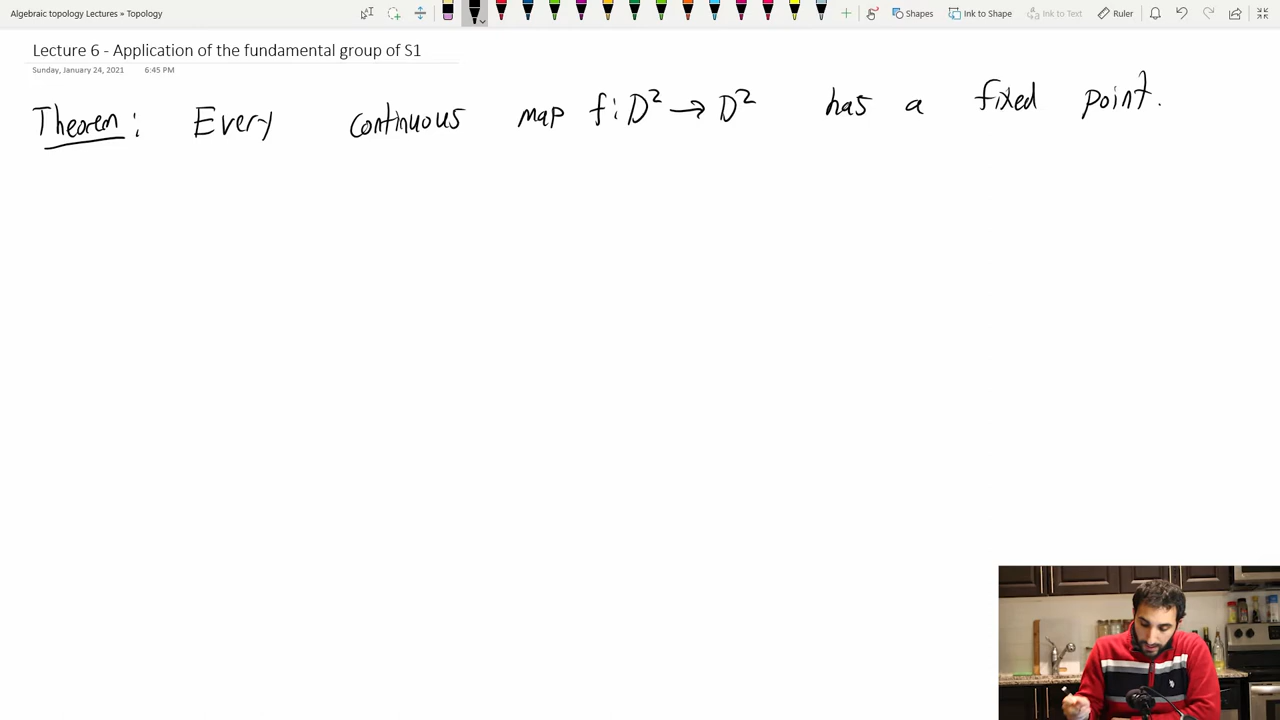 Algebraic topology Lectures » Topology
Shapes Ink to Shape Ink to Text Ruler
Lecture 6 - Application of the fundamental group of S1
Sunday, January 24, 2021 6:45 PM
Theorem: Every continuous map f: D² → D² has a fixed point.